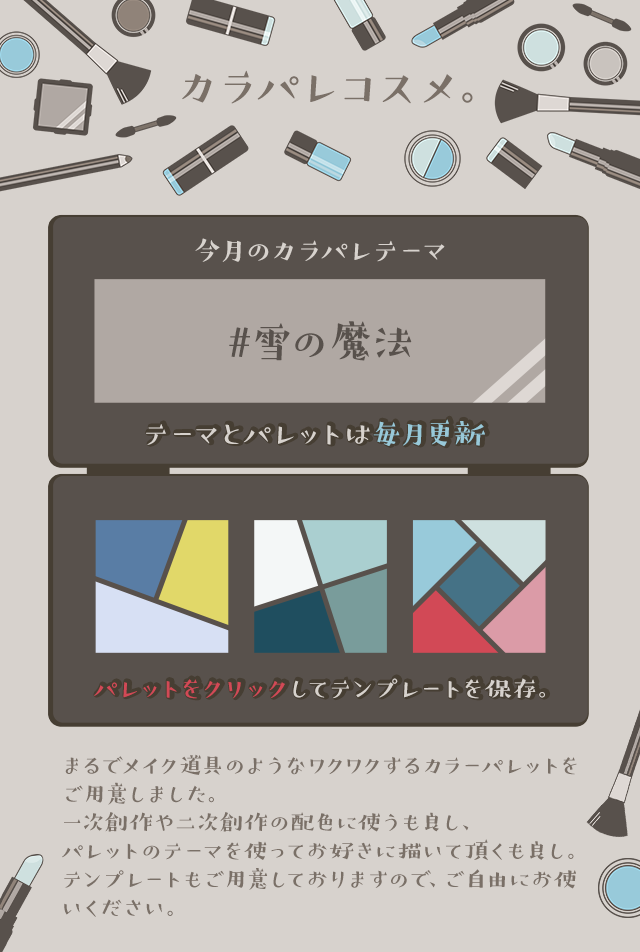 カラパレコスメ。
今月のカラパレテーマ
#雪の魔法
テーマとパレットは毎月更新
パレットをクリックしてテンプレートを保存。
まるでメイク道具のようなワクワクするカラーパレットを
ご用意しました。
一次創作や二次創作の配色に使うも良し、
パレットのテーマを使ってお好きに描いて頂くも良し。
テンプレートもご用意しておりますので、ご自由にお使
いください。